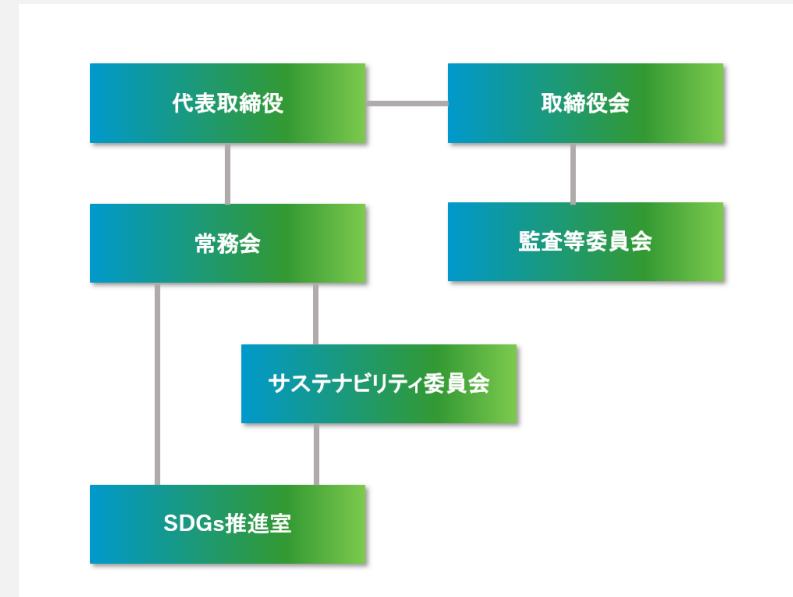 代表取締役
取締役会
常務会
監査等委員会
サステナビリティ委員会
SDGs推進室